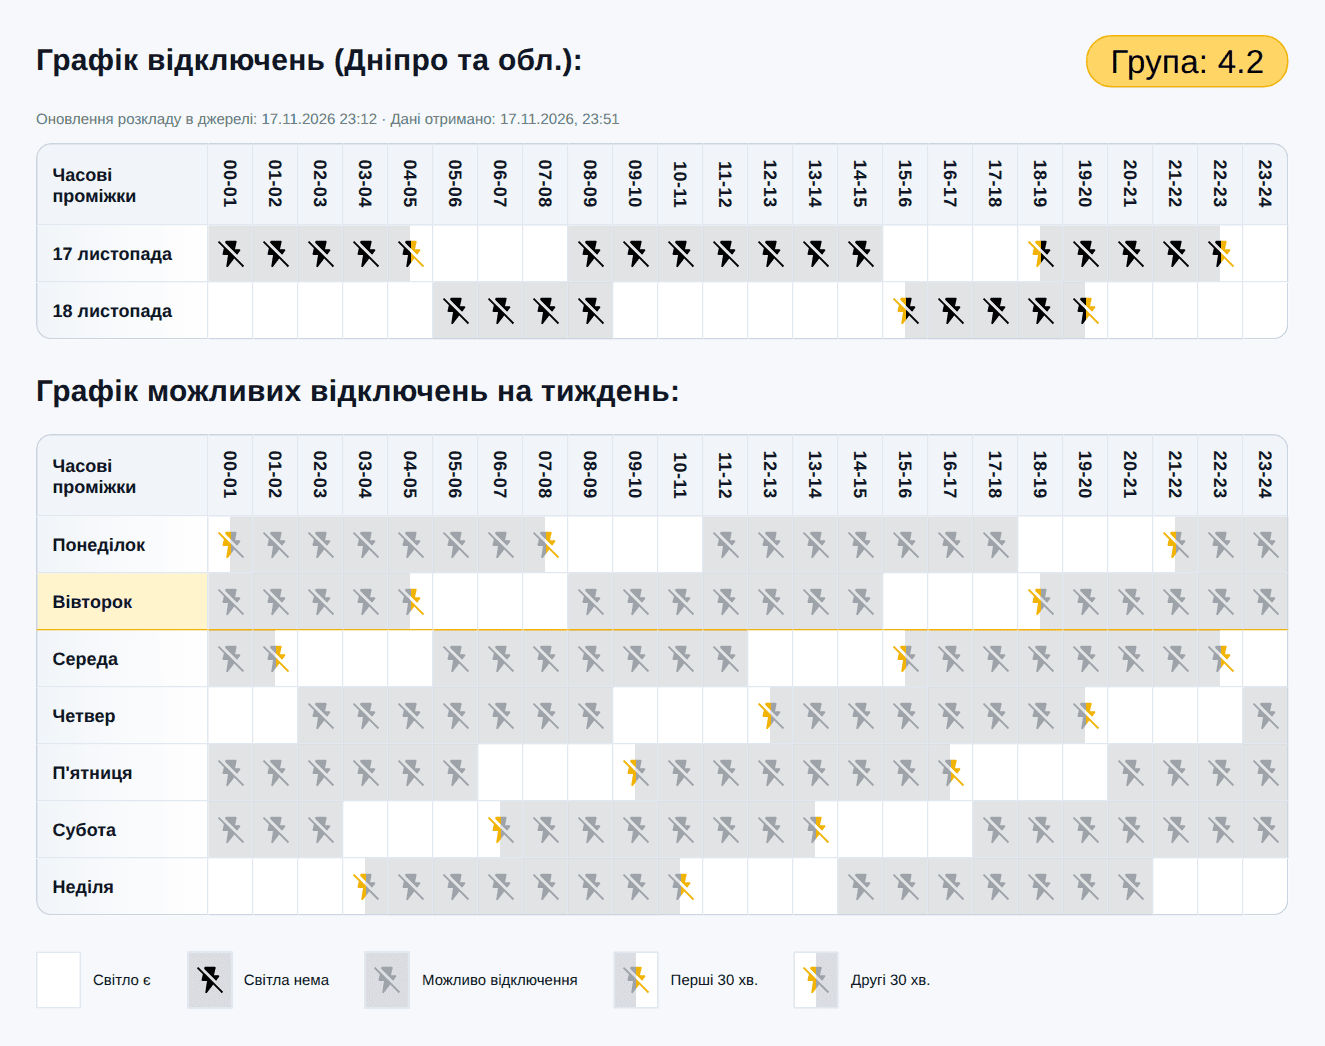 Графік відключень (Дніпро та обл.):
Група: 4.2
Оновлення розкладу в джерелі: 17.11.2026 23:12 · Дані отримано: 17.11.2026, 23:51
Часові проміжки 00-01 01-02 02-03 03-04 04-05 05-06 06-07 07-08 08-09 09-10 10-11 11-12 12-13 13-14 14-15 15-16 16-17 17-18 18-19 19-20 20-21 21-22 22-23 23-24
17 листопада
18 листопада
Графік можливих відключень на тиждень:
Часові проміжки 00-01 01-02 02-03 03-04 04-05 05-06 06-07 07-08 08-09 09-10 10-11 11-12 12-13 13-14 14-15 15-16 16-17 17-18 18-19 19-20 20-21 21-22 22-23 23-24
Понеділок
Вівторок
Середа
Четвер
П'ятниця
Субота
Неділя
Світло є Світла нема Можливо відключення Перші 30 хв. Другі 30 хв.